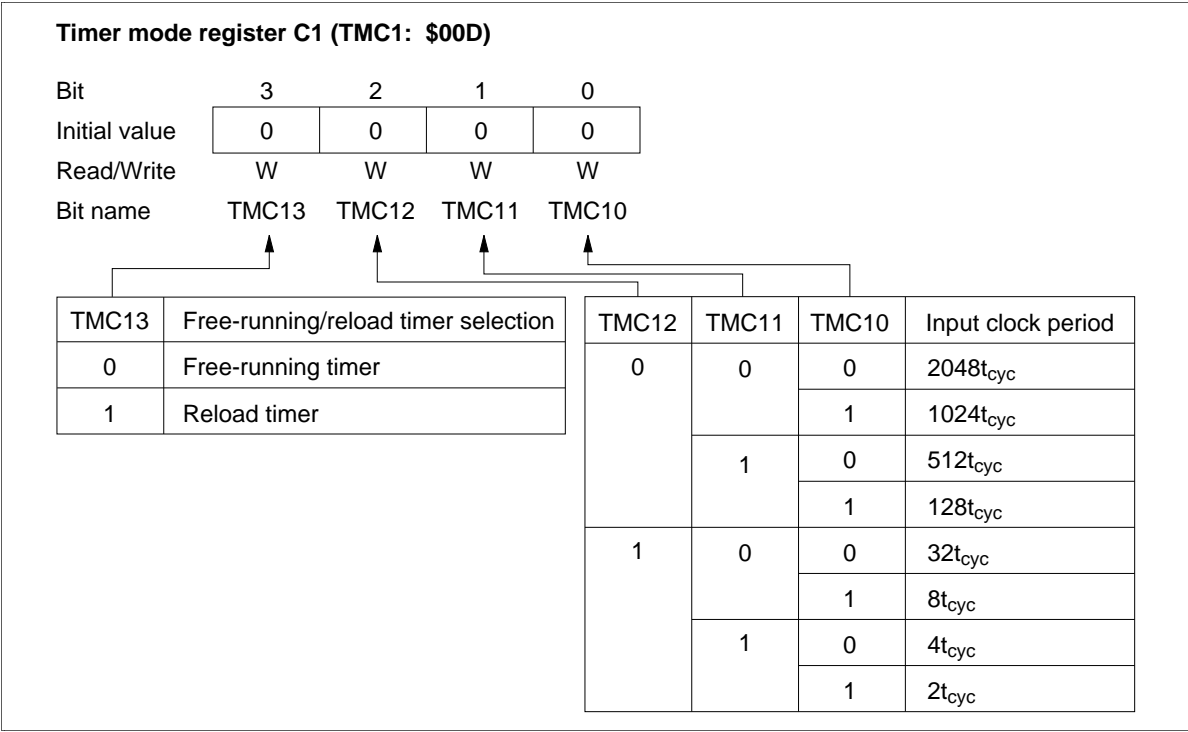 Timer mode register C1 (TMC1: $00D)
Bit 3 2 1 0
Initial value 0 0 0 0
Read/Write W W W W
Bit name TMC13 TMC12 TMC11 TMC10
TMC13 Free-running/reload timer selection
0 Free-running timer
1 Reload timer
TMC12 TMC11 TMC10 Input clock period
0 0 0 2048tcyc
1 1024tcyc
1 0 512tcyc
1 128tcyc
1 0 0 32tcyc
1 8tcyc
1 0 4tcyc
1 2tcyc